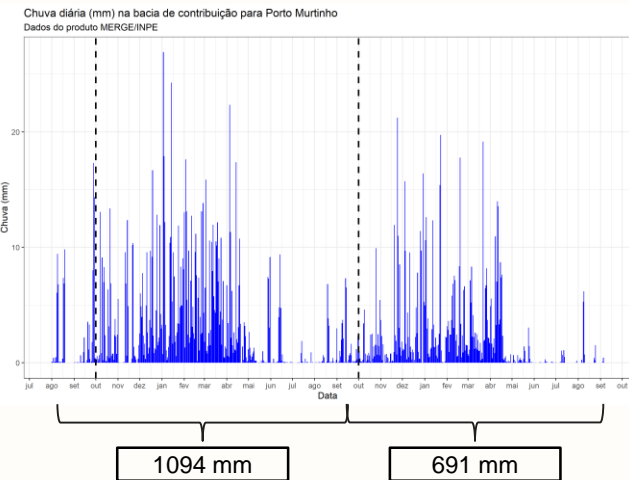 Chuva diária (mm) na bacia de contribuição para Porto Murtinho
Dados do produto MERGE/INPE
Chuva (mm)
20
10
0
jul ago set out nov dez jan fev mar abr mai jun jul ago set out nov dez jan fev mar abr mai jun jul ago set out
Data
1094 mm
691 mm